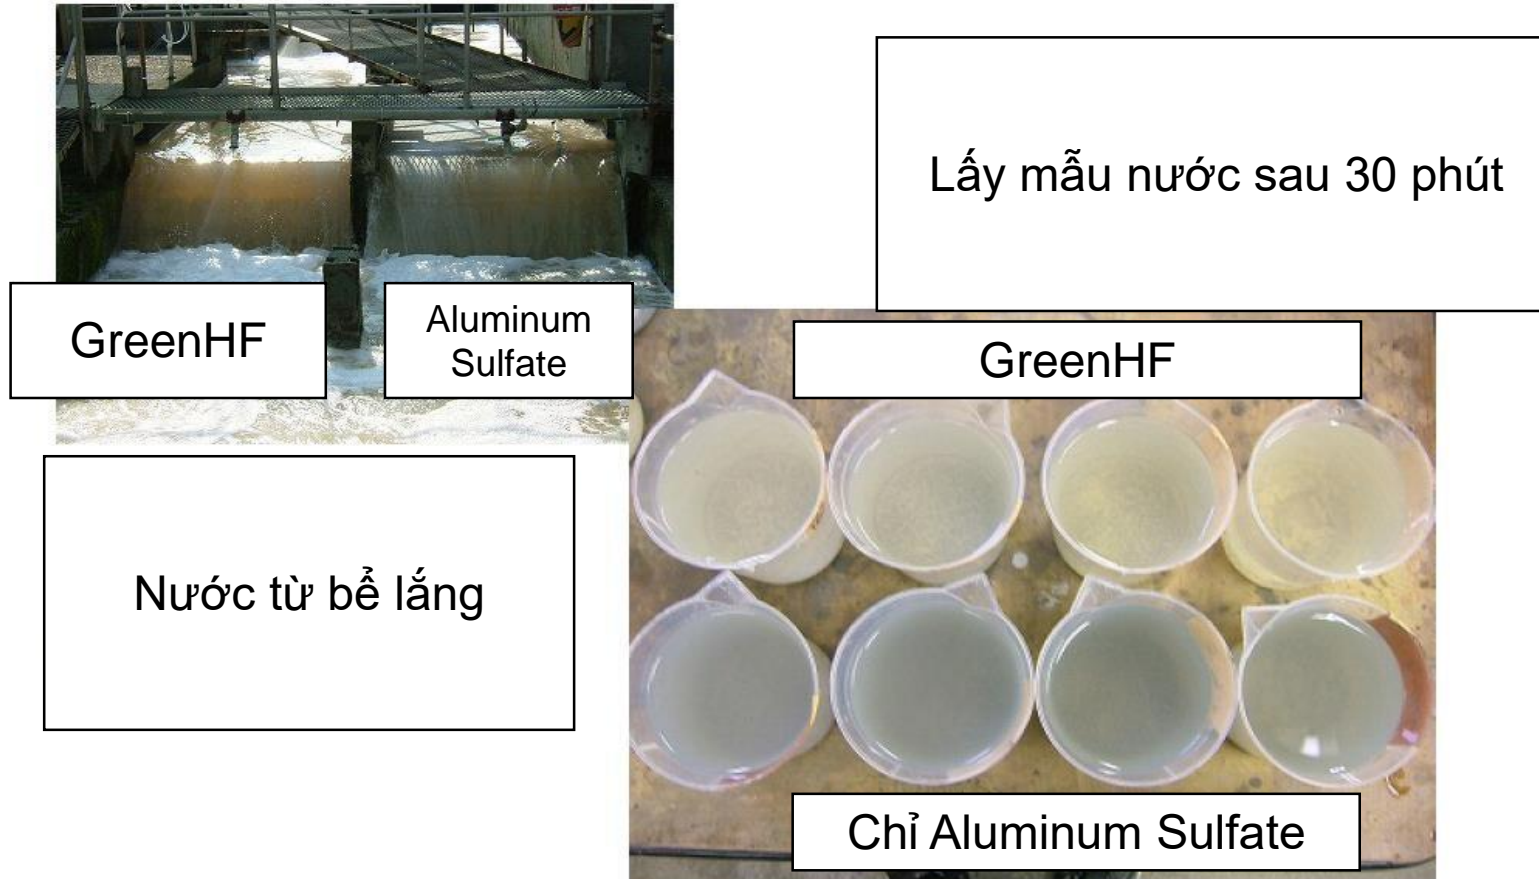 Lấy mẫu nước sau 30 phút
GreenHF
Aluminum
Sulfate
GreenHF
Nước từ bể lắng
Chỉ Aluminum Sulfate